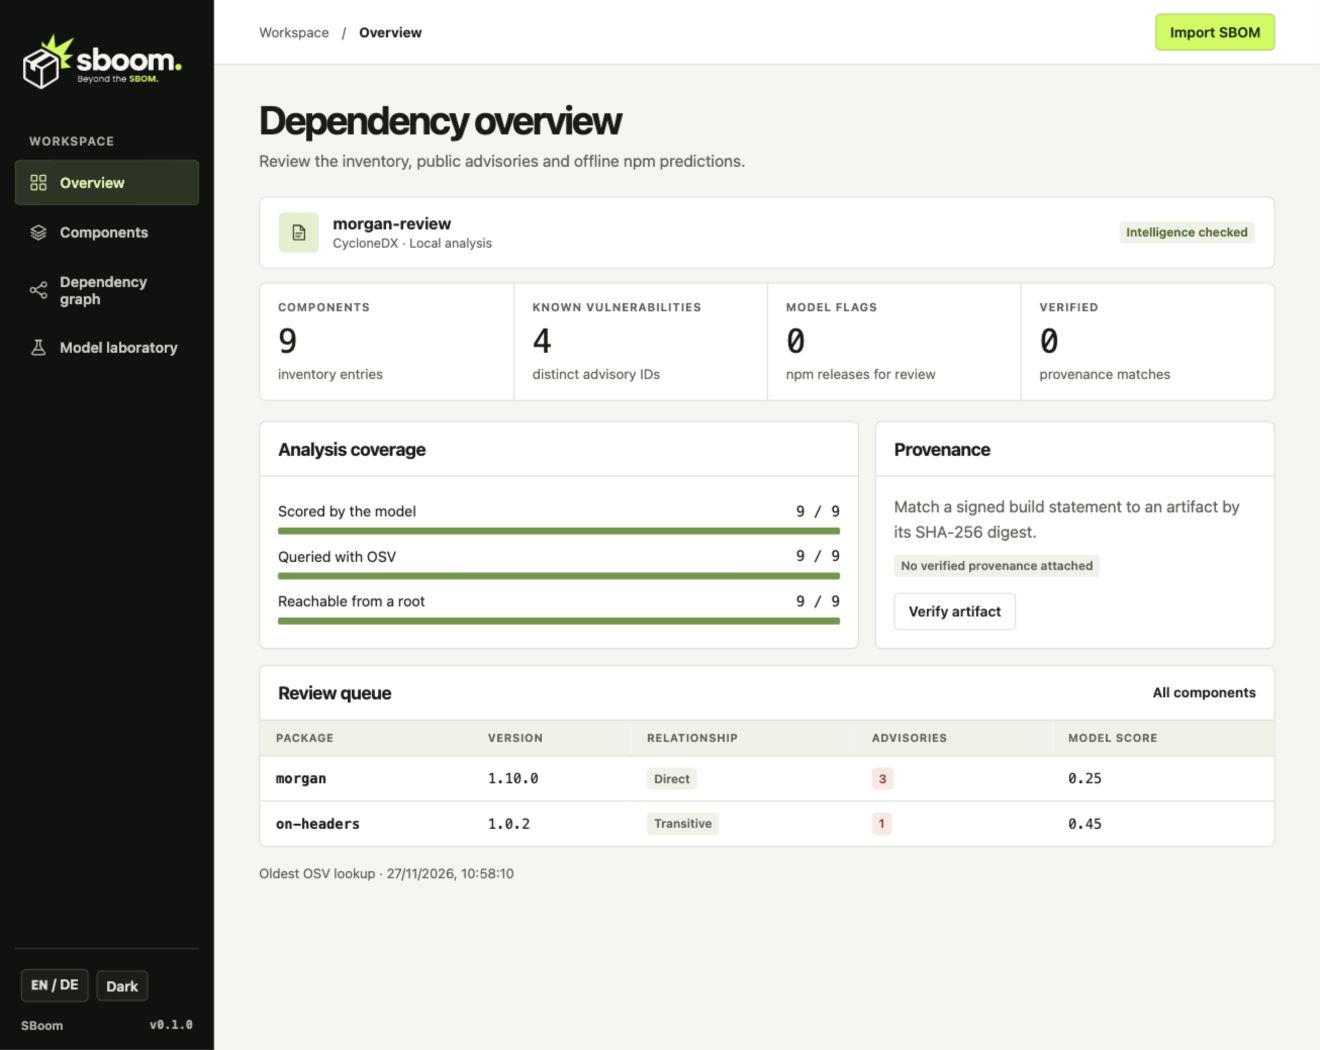 sboom.
Beyond the SBOM.
WORKSPACE
Overview
Components
Dependency
graph
Model laboratory
EN / DE
Dark
SBoom
v0.1.0
Workspace / Overview
Import SBOM
Dependency overview
Review the inventory, public advisories and offline npm predictions.
morgan-review
CycloneDX · Local analysis
Intelligence checked
COMPONENTS
9
inventory entries
KNOWN VULNERABILITIES
4
distinct advisory IDs
MODEL FLAGS
0
npm releases for review
VERIFIED
0
provenance matches
Analysis coverage
Scored by the model 9 / 9
Queried with OSV 9 / 9
Reachable from a root 9 / 9
Provenance
Match a signed build statement to an artifact by
its SHA-256 digest.
No verified provenance attached
Verify artifact
Review queue
All components
PACKAGE VERSION RELATIONSHIP ADVISORIES MODEL SCORE
morgan 1.10.0 Direct 3 0.25
on-headers 1.0.2 Transitive 1 0.45
Oldest OSV lookup · 27/11/2026, 10:58:10